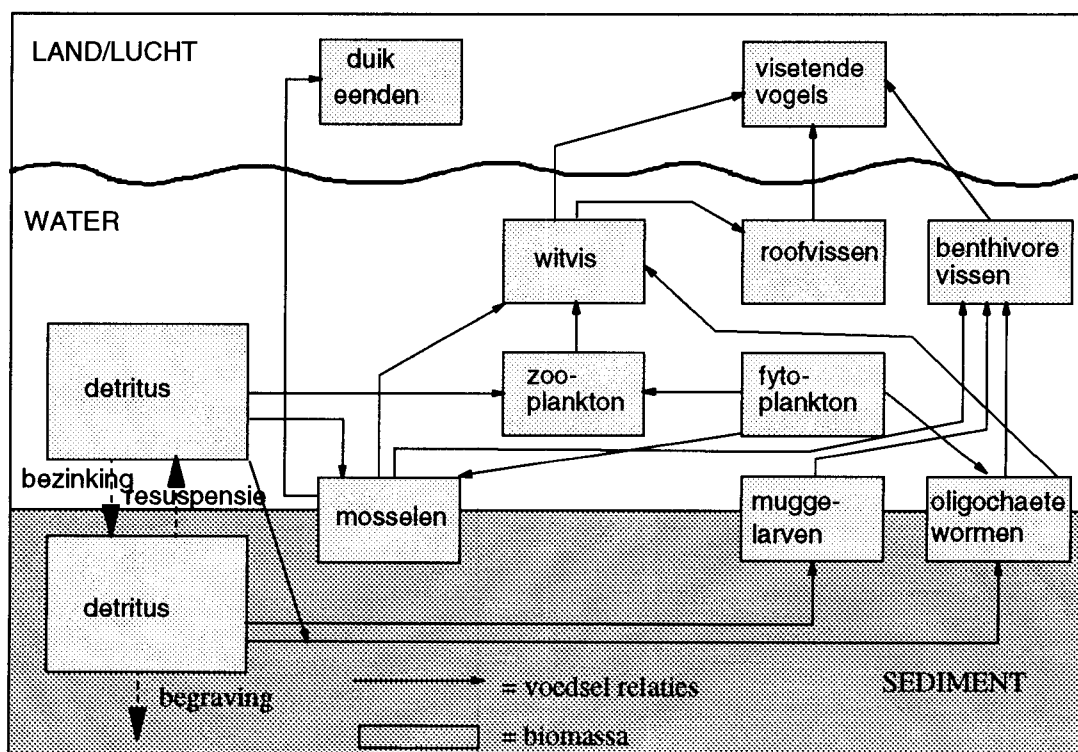 LAND/LUCHT
duik
eenden
visetende
vogels
WATER
witvis
roofvissen
benthivore
vissen
detritus
zoo-
plankton
fyto-
plankton
bezinking
resuspensie
mosselen
mugge-
larven
oligochaete
wormen
detritus
begraving
= voedsel relaties
SEDIMENT
= biomassa